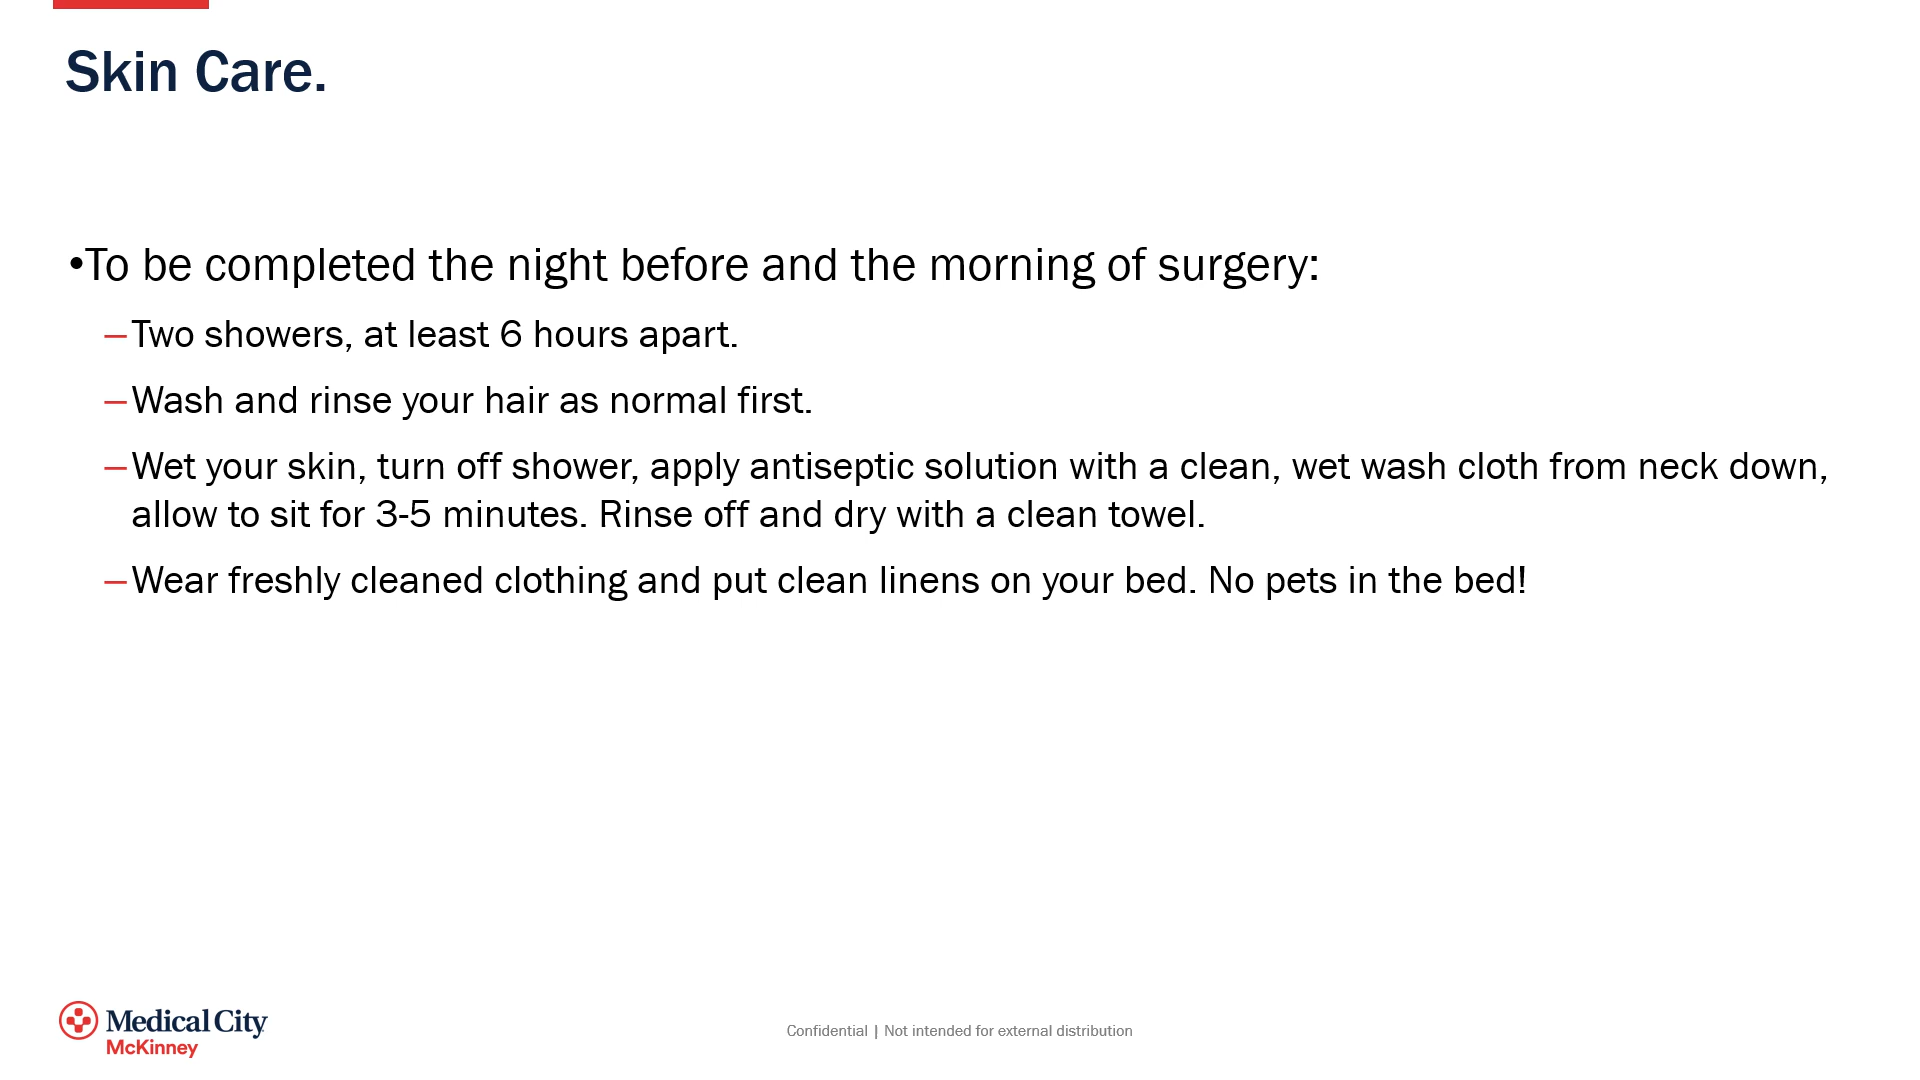 Skin Care.
•To be completed the night before and the morning of surgery:
–Two showers, at least 6 hours apart.
–Wash and rinse your hair as normal first.
–Wet your skin, turn off shower, apply antiseptic solution with a clean, wet wash cloth from neck down,
allow to sit for 3-5 minutes. Rinse off and dry with a clean towel.
–Wear freshly cleaned clothing and put clean linens on your bed. No pets in the bed!
Medical City
McKinney
Confidential | Not intended for external distribution